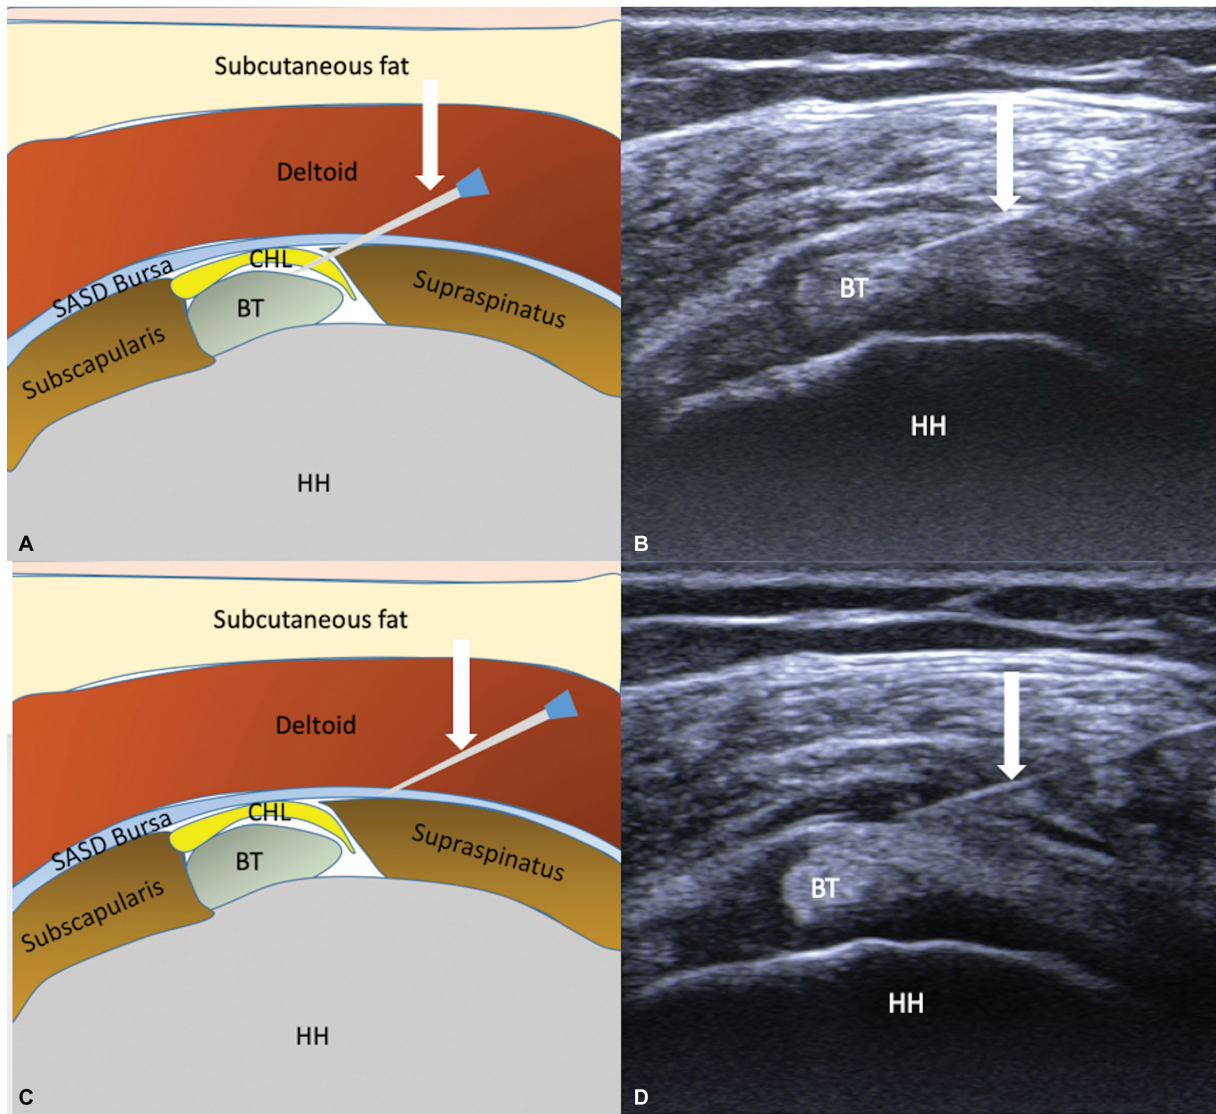 Subcutaneous fat
Deltoid
SASD Bursa
CHL
BT
Supraspinatus
Subscapularis
HH
A
BT
HH
B
Subcutaneous fat
Deltoid
SASD Bursa
CHL
BT
Supraspinatus
Subscapularis
HH
C
BT
HH
D